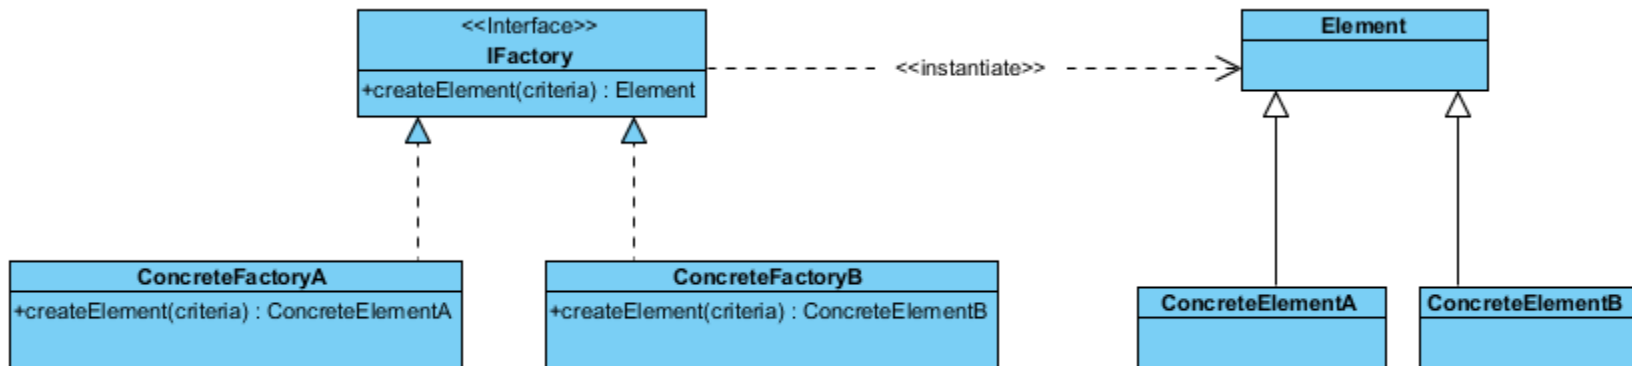 <<Interface>>
IFactory
+createElement(criteria) : Element
<<instantiate>>
Element
ConcreteFactoryA
+createElement(criteria) : ConcreteElementA
ConcreteFactoryB
+createElement(criteria) : ConcreteElementB
ConcreteElementA
ConcreteElementB